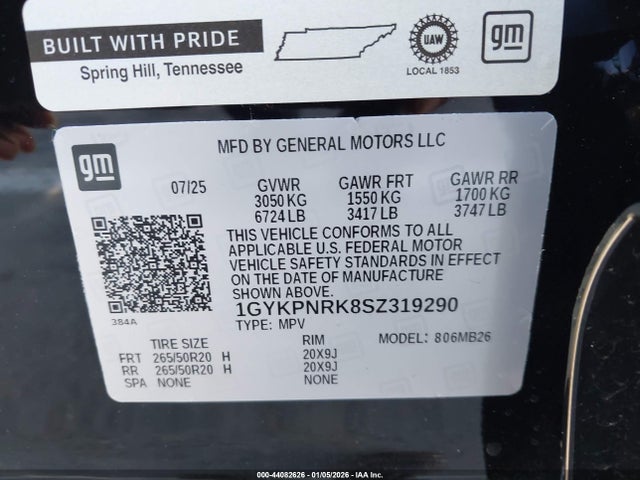 BUILT WITH PRIDE
Spring Hill, Tennessee
UAW
LOCAL 1853
gm
gm
MFD BY GENERAL MOTORS LLC
07/25 GVWR GAWR FRT GAWR RR
3050 KG 1550 KG 1700 KG
6724 LB 3417 LB 3747 LB
THIS VEHICLE CONFORMS TO ALL
APPLICABLE U.S. FEDERAL MOTOR
VEHICLE SAFETY STANDARDS IN EFFECT
ON THE DATE OF MANUFACTURE
SHOWN ABOVE.
384A
1GYKPNRK8SZ319290
TYPE: MPV
TIRE SIZE RIM MODEL: 806MB26
FRT 265/50R20 H 20X9J
RR 265/50R20 H 20X9J
SPA NONE NONE
000-44082626 - 01/05/2026 - IAA Inc.